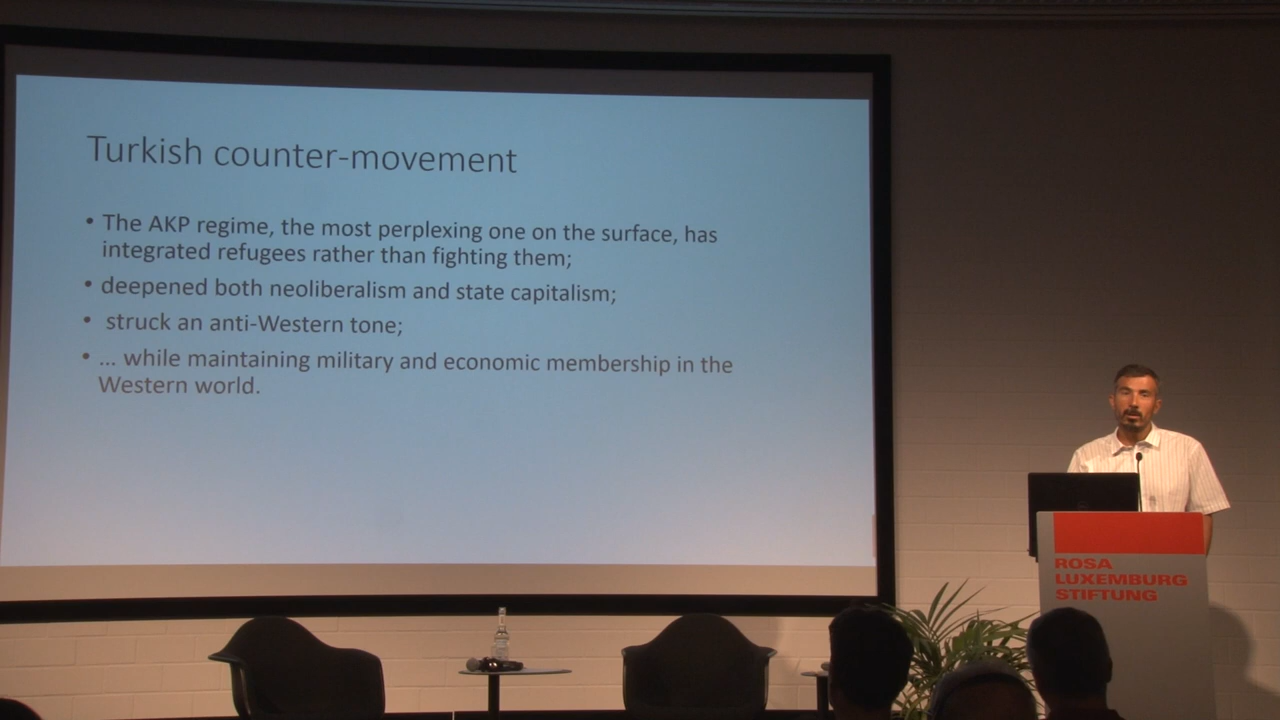 Turkish counter-movement
• The AKP regime, the most perplexing one on the surface, has
integrated refugees rather than fighting them;
• deepened both neoliberalism and state capitalism;
• struck an anti-Western tone;
• ... while maintaining military and economic membership in the
Western world.
ROSA
LUXEMBURG
STIFTUNG